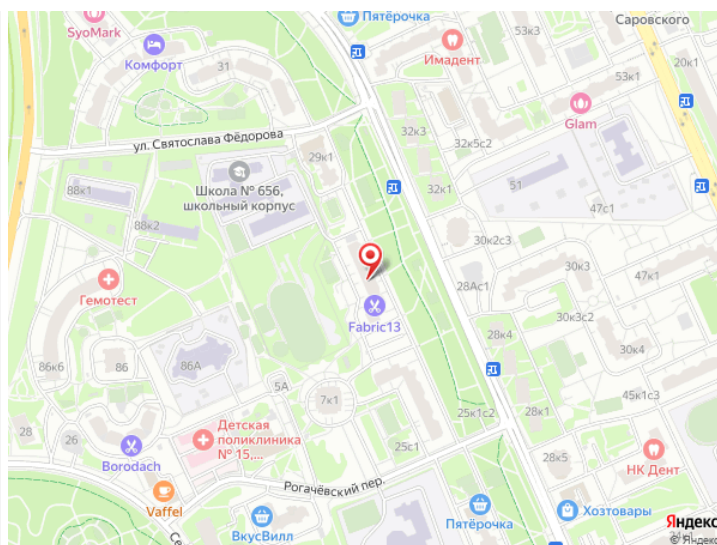 Пятёрочка
Саровского
SyoMark
Имадент
Комфорт
31
53к3
20к1
53к1
Glam
ул. Святослава Фёдорова
32к3
32к5с2
29к1
Школа № 656,
школьный корпус
88к1
32к1
51
47с1
88к2
30к2с3
30к3
47к1
Гемотест
28Ас1
30к3с2
Fabric13
28к4
30к4
86к6
86
86А
5А
7к1
45к1с3
25к1с2
28к1
28
26
Детская
поликлиника
№ 15,...
25с1
Borodach
28к5
НК Дент
Рогачёвский пер.
Vaffel
ВкусВилл
Пятёрочка
Хозтовары
Яндекс
Се
24к1
© Яндекс